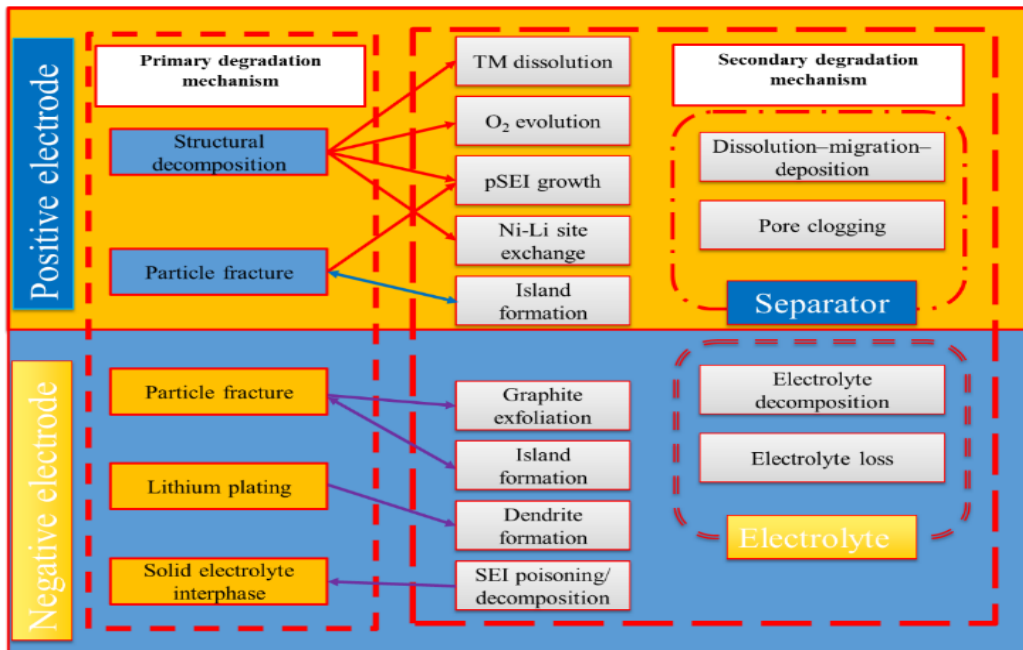 Positive electrode
Primary degradation
mechanism
Structural
decomposition
Particle fracture
TM dissolution
O₂ evolution
pSEI growth
Ni-Li site
exchange
Island
formation
Secondary degradation
mechanism
Dissolution–migration–
deposition
Pore clogging
Separator
Negative electrode
Particle fracture
Lithium plating
Solid electrolyte
interphase
Graphite
exfoliation
Island
formation
Dendrite
formation
SEI poisoning/
decomposition
Electrolyte
decomposition
Electrolyte loss
Electrolyte